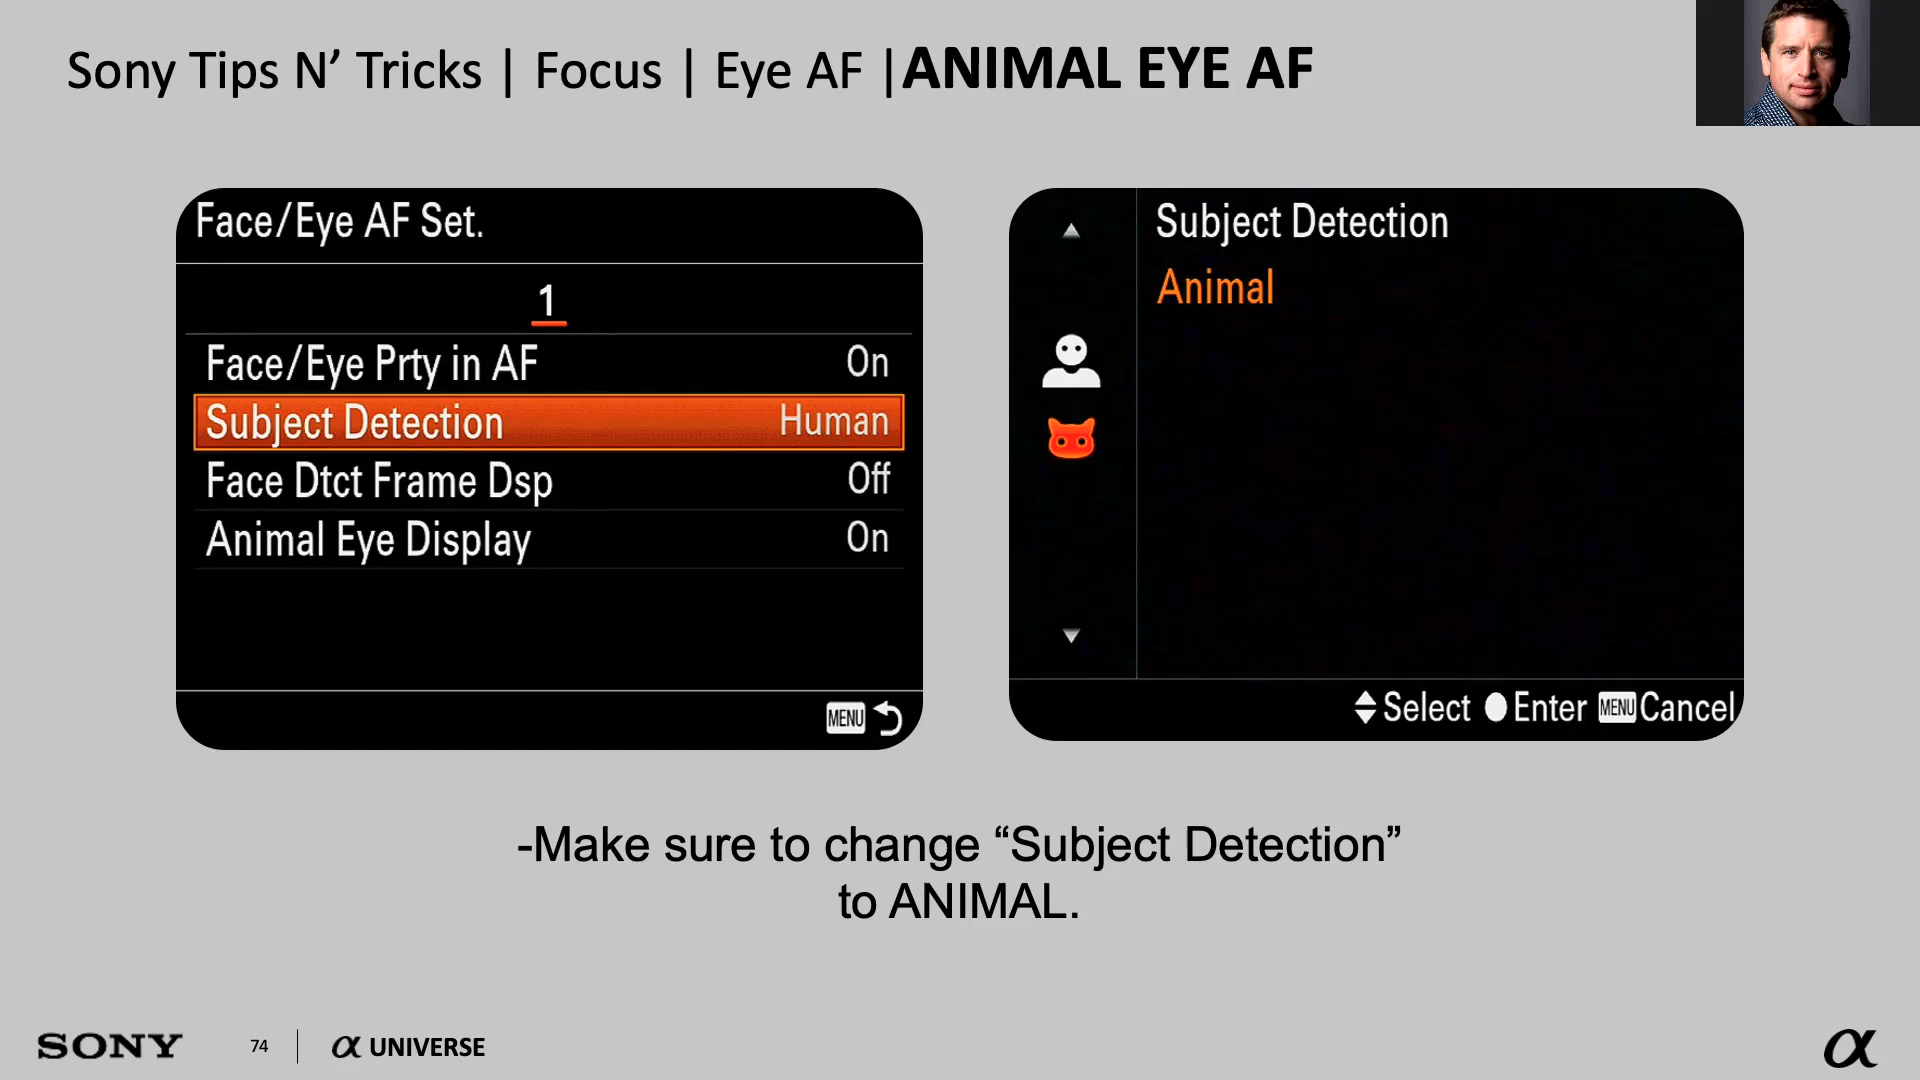 Sony Tips N’ Tricks | Focus | Eye AF |ANIMAL EYE AF
Face/Eye AF Set.
1
Face/Eye Prty in AF On
Subject Detection Human
Face Dtct Frame Dsp Off
Animal Eye Display On
MENU
Subject Detection
Animal
Select Enter MENU Cancel
-Make sure to change “Subject Detection”
to ANIMAL.
SONY 74 α UNIVERSE
α